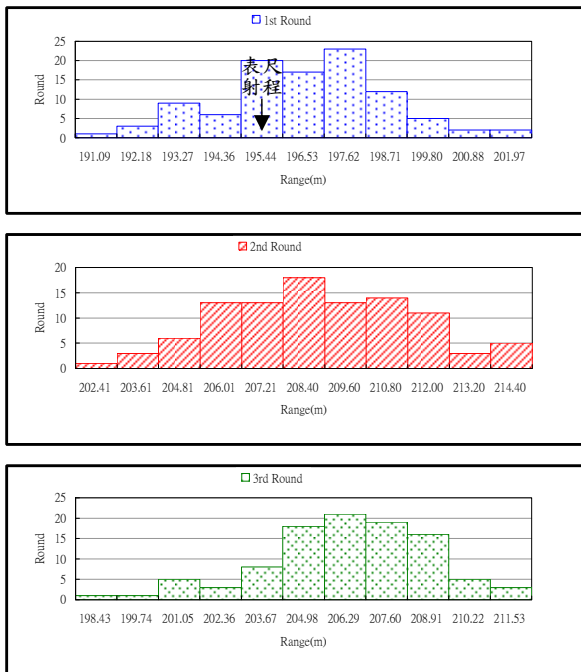 1st Round
25
20
15
10
5
0
Round
表尺
射程
191.09 192.18 193.27 194.36 195.44 196.53 197.62 198.71 199.80 200.88 201.97
Range(m)
2nd Round
20
15
10
5
0
Round
202.41 203.61 204.81 206.01 207.21 208.40 209.60 210.80 212.00 213.20 214.40
Range(m)
3rd Round
25
20
15
10
5
0
Round
198.43 199.74 201.05 202.36 203.67 204.98 206.29 207.60 208.91 210.22 211.53
Range(m)